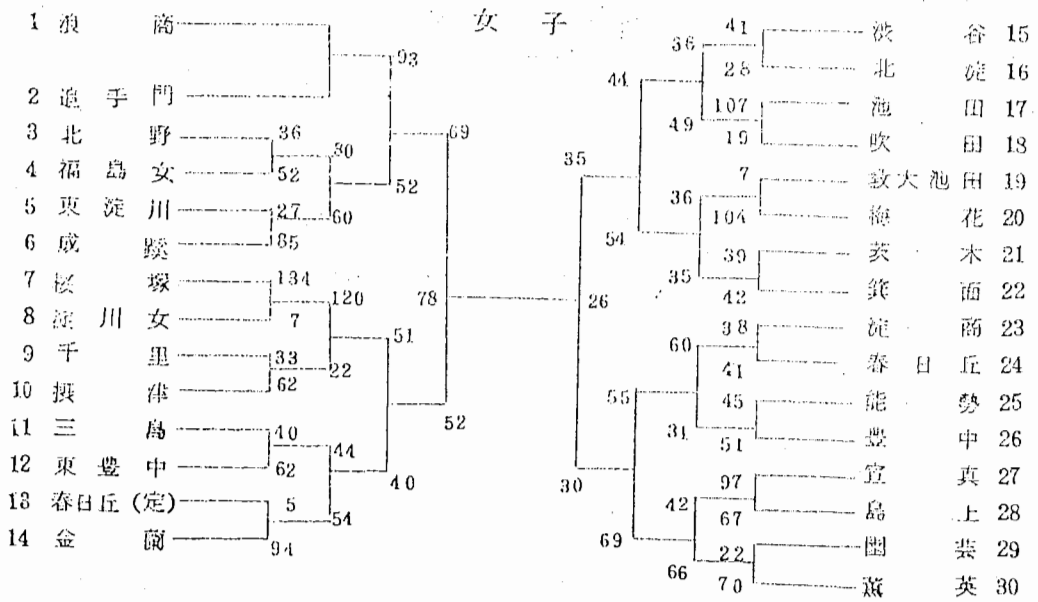 女子
1 浪商
2 追手門
3 北野
4 福島女
5 東淀川
6 成蹊
7 桜塚
8 淀川女
9 千里
10 摂津
11 三島
12 東豊中
13 春日丘(定)
14 金蘭
93
36
30
69
52
52
27
60
85
134
120
78
7
51
33
22
62
52
40
44
62
40
5
54
94
41 渋谷 15
36
28 北淀 16
44
107 池田 17
49
19 吹田 18
35
7 教大池田 19
36
104 梅花 20
54
39 茨木 21
35
42 箕面 22
26
38 淀商 23
60
41 春日丘 24
55
45 能勢 25
31
51 豊中 26
30
97 宣真 27
42
67 島上 28
69
22 園芸 29
66
70 薫英 30